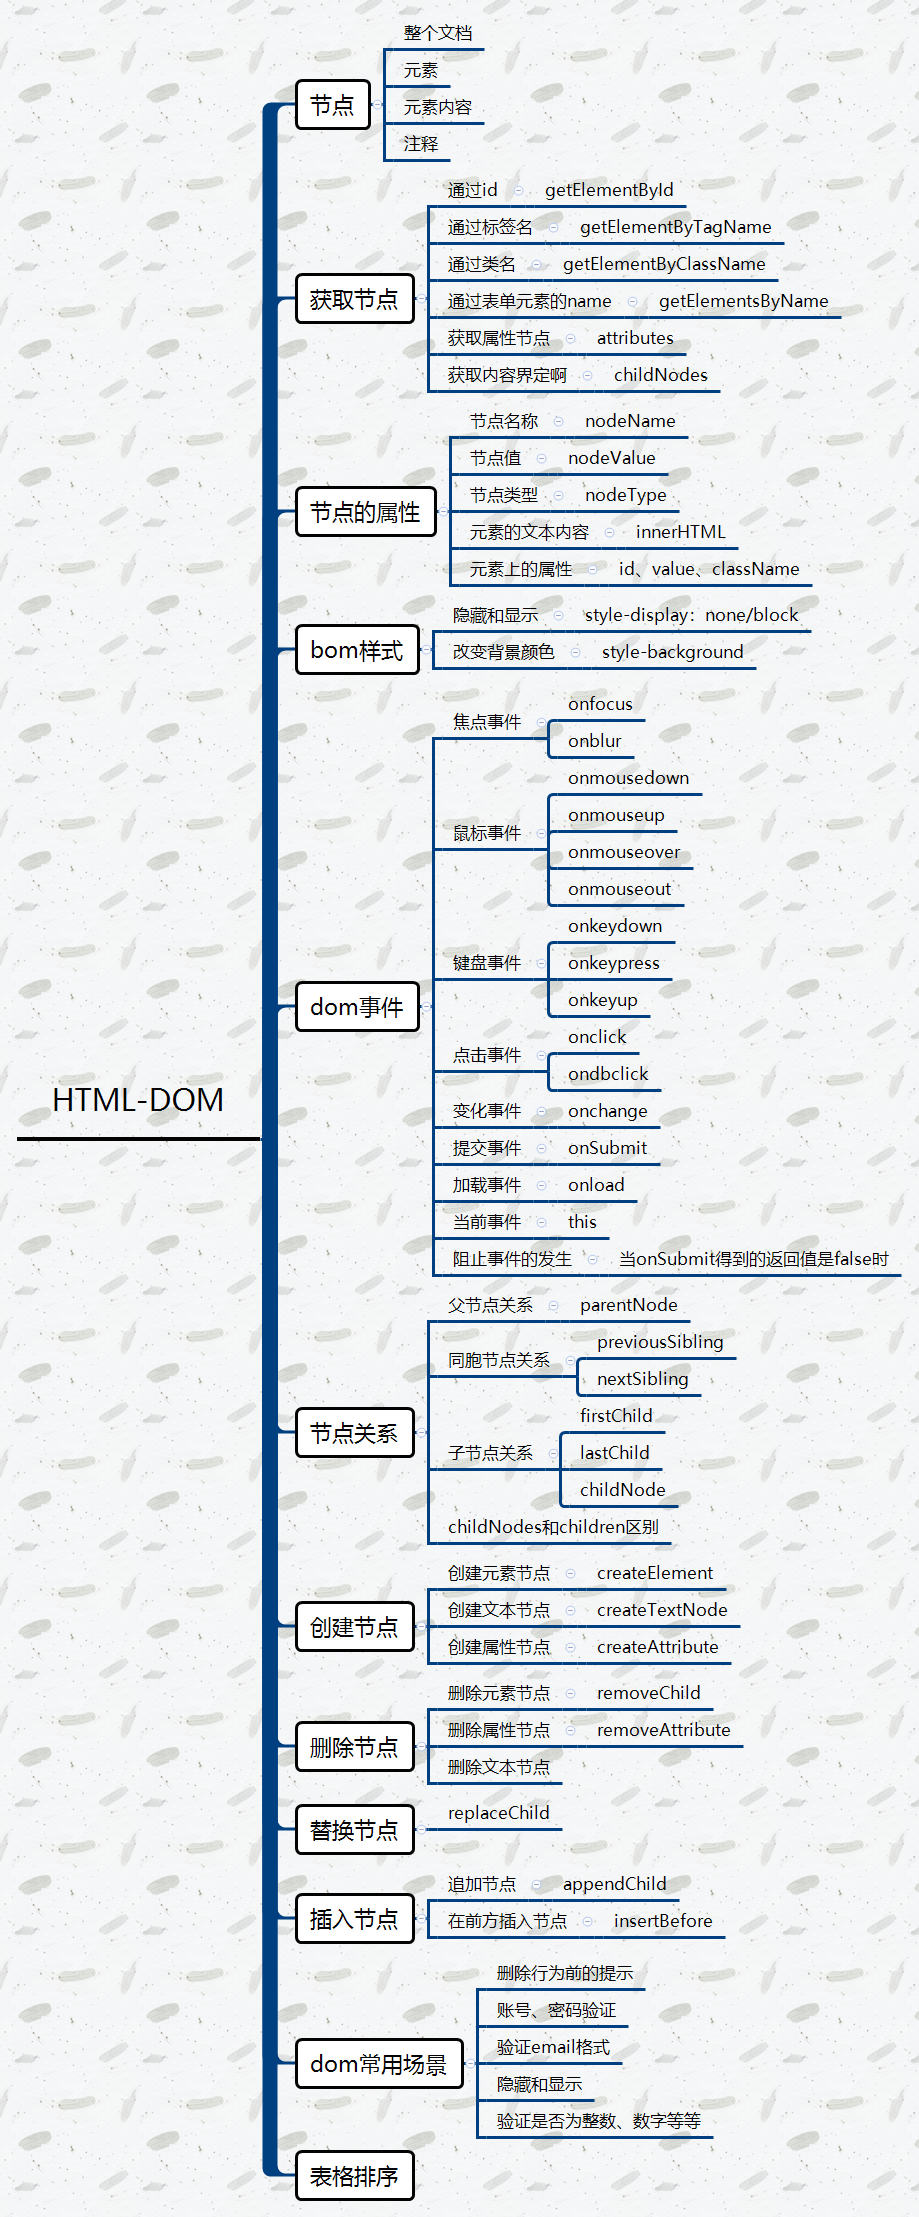 HTML-DOM
节点
整个文档
元素
元素内容
注释
获取节点
通过id getElementById
通过标签名 getElementByTagName
通过类名 getElementByClassName
通过表单元素的name getElementsByName
获取属性节点 attributes
获取内容界定啊 childNodes
节点的属性
节点名称 nodeName
节点值 nodeValue
节点类型 nodeType
元素的文本内容 innerHTML
元素上的属性 id、value、className
bom样式
隐藏和显示 style-display：none/block
改变背景颜色 style-background
dom事件
焦点事件
onfocus
onblur
鼠标事件
onmousedown
onmouseup
onmouseover
onmouseout
键盘事件
onkeydown
onkeypress
onkeyup
点击事件
onclick
ondbclick
变化事件 onchange
提交事件 onSubmit
加载事件 onload
当前事件 this
阻止事件的发生 当onSubmit得到的返回值是false时
节点关系
父节点关系 parentNode
同胞节点关系
previousSibling
nextSibling
子节点关系
firstChild
lastChild
childNode
childNodes和children区别
创建节点
创建元素节点 createElement
创建文本节点 createTextNode
创建属性节点 createAttribute
删除节点
删除元素节点 removeChild
删除属性节点 removeAttribute
删除文本节点
替换节点
replaceChild
插入节点
追加节点 appendChild
在前方插入节点 insertBefore
dom常用场景
删除行为前的提示
账号、密码验证
验证email格式
隐藏和显示
验证是否为整数、数字等等
表格排序